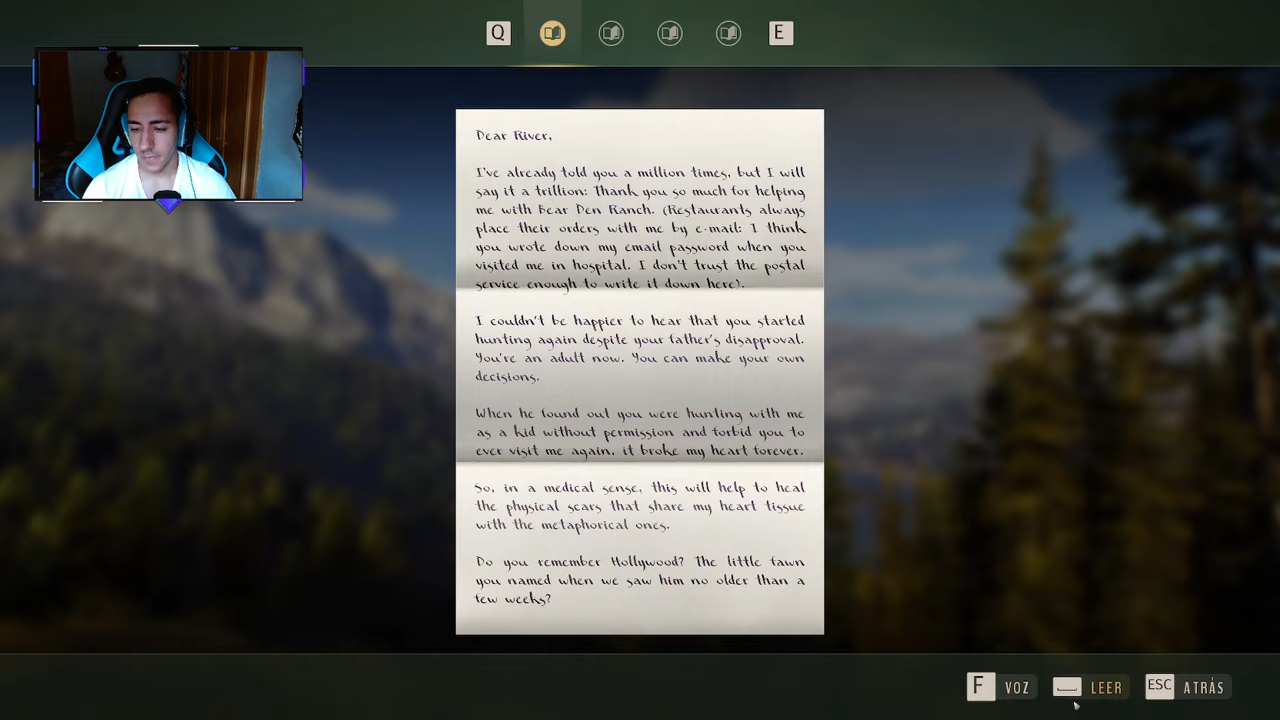 Q
E
Dear River,
I've already told you a million times, but I will
say it a trillion: Thank you so much for helping
me with Bear Den Ranch. (Restaurants always
place their orders with me by e-mail: I think
you wrote down my email password when you
visited me in hospital. I don't trust the postal
service enough to write it down here).
I couldn't be happier to hear that you started
hunting again despite your father's disapproval.
You're an adult now. You can make your own
decisions.
When he found out you were hunting with me
as a kid without permission and forbid you to
ever visit me again, it broke my heart forever.
So, in a medical sense, this will help to heal
the physical scars that share my heart tissue
with the metaphorical ones.
Do you remember Hollywood? The little fawn
you named when we saw him no older than a
few weeks?
F VOZ LEER ESC ATRÁS